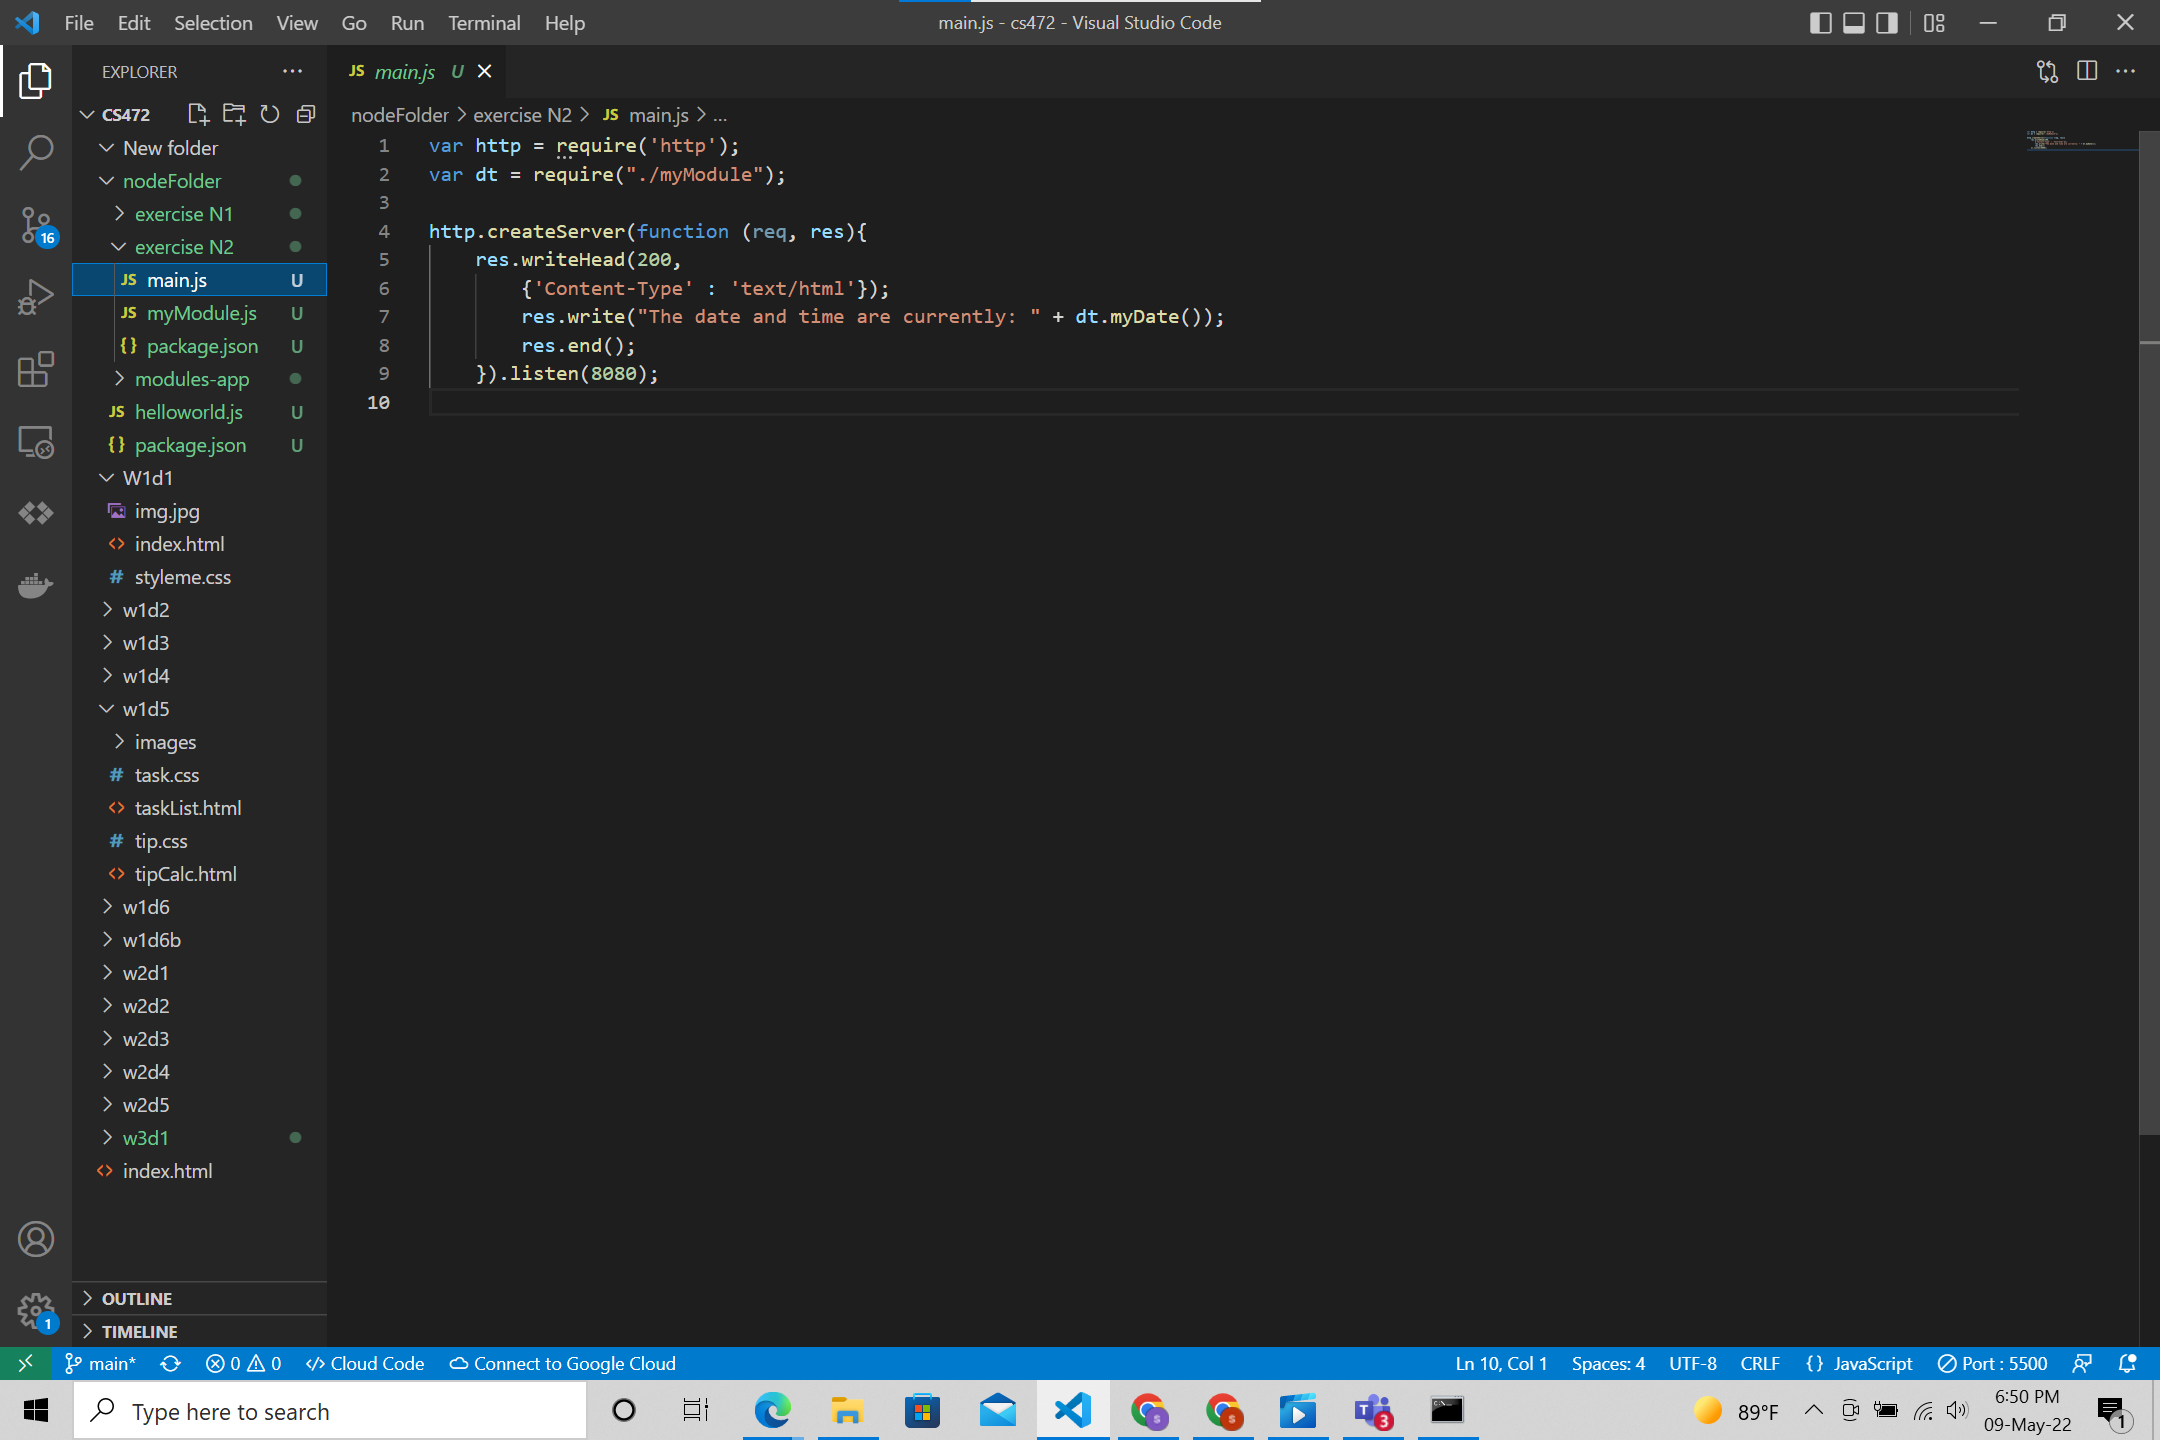 File Edit Selection View Go Run Terminal Help
main.js - cs472 - Visual Studio Code
EXPLORER
JS main.js U
CS472
nodeFolder > exercise N2 > JS main.js > ...
New folder
nodeFolder
exercise N1
exercise N2
JS main.js U
JS myModule.js U
{} package.json U
modules-app
JS helloworld.js U
{} package.json U
W1d1
img.jpg
<> index.html
# styleme.css
w1d2
w1d3
w1d4
w1d5
images
# task.css
<> taskList.html
# tip.css
<> tipCalc.html
w1d6
w1d6b
w2d1
w2d2
w2d3
w2d4
w2d5
w3d1
<> index.html
OUTLINE
TIMELINE
1 var http = require('http');
2 var dt = require("./myModule");
3
4 http.createServer(function (req, res){
5 res.writeHead(200,
6 {'Content-Type' : 'text/html'});
7 res.write("The date and time are currently: " + dt.myDate());
8 res.end();
9 }).listen(8080);
10
16
1
main* 0 0 Cloud Code Connect to Google Cloud
Ln 10, Col 1 Spaces: 4 UTF-8 CRLF {} JavaScript Port : 5500
Type here to search
S
S
T 3
89°F
6:50 PM
09-May-22
1